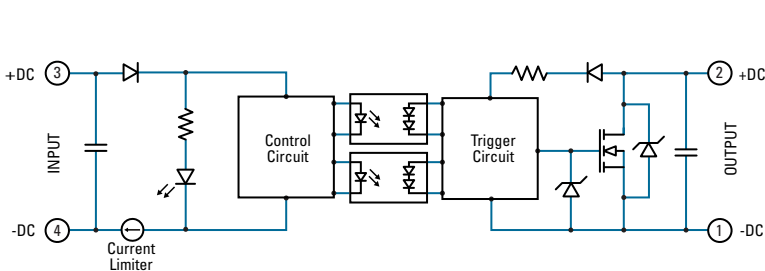 +DC 3
2 +DC
INPUT
Control
Circuit
Trigger
Circuit
OUTPUT
-DC 4
1 -DC
Current
Limiter